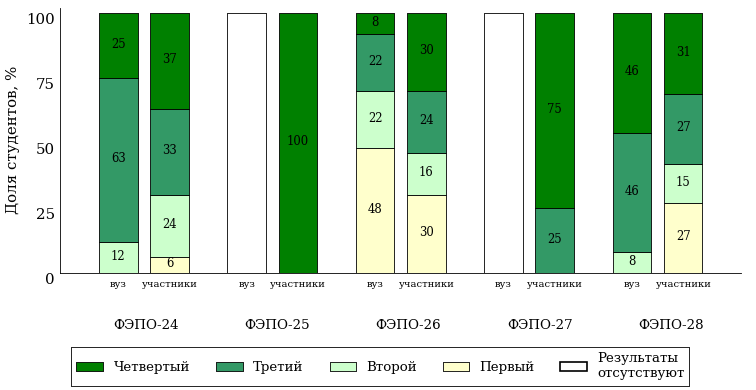 Доля студентов, %
100
75
50
25
0
25 37 8 30 46 31
63 33 100 22 24 75 46 27
12 24 22 16 25 8 15
6 48 30 27
вуз участники вуз участники вуз участники вуз участники вуз участники
ФЭПО-24 ФЭПО-25 ФЭПО-26 ФЭПО-27 ФЭПО-28
Четвертый Третий Второй Первый Результаты
отсутствуют